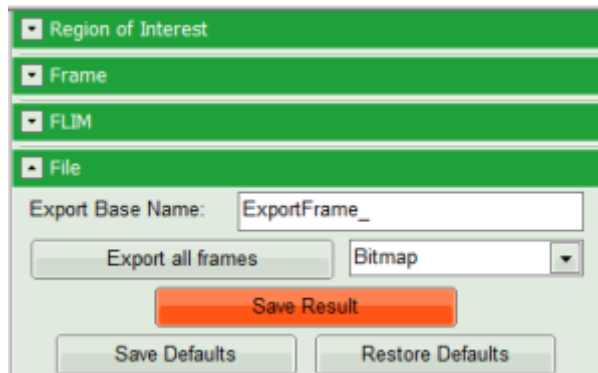 Region of Interest
Frame
FLIM
File
Export Base Name: ExportFrame_
Export all frames Bitmap
Save Result
Save Defaults Restore Defaults